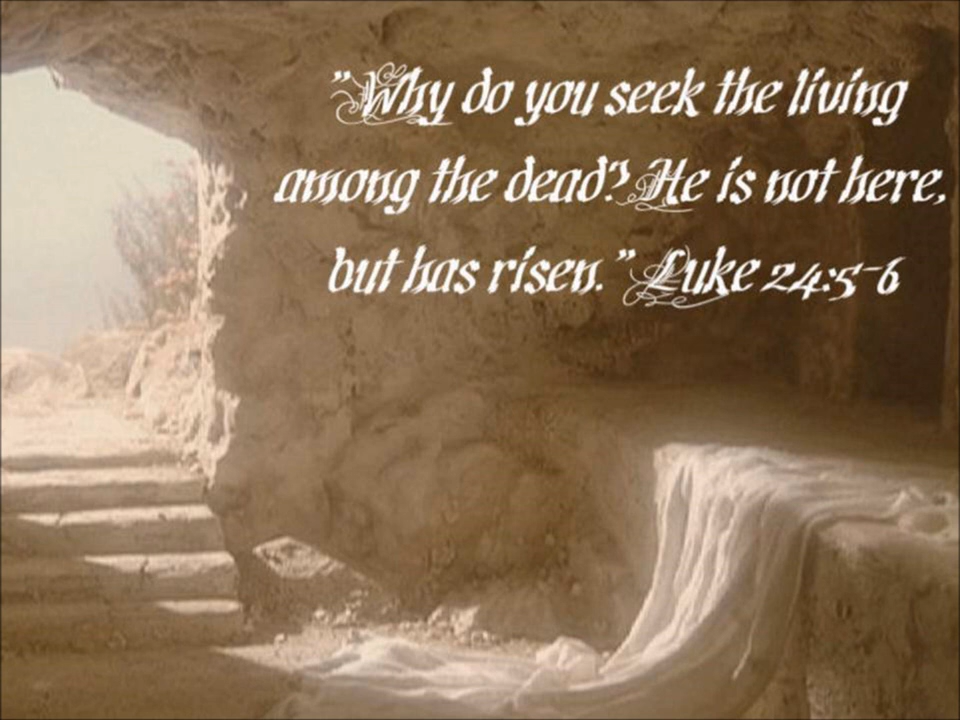 "Why do you seek the living
among the dead? He is not here,
but has risen." Luke 24:5-6